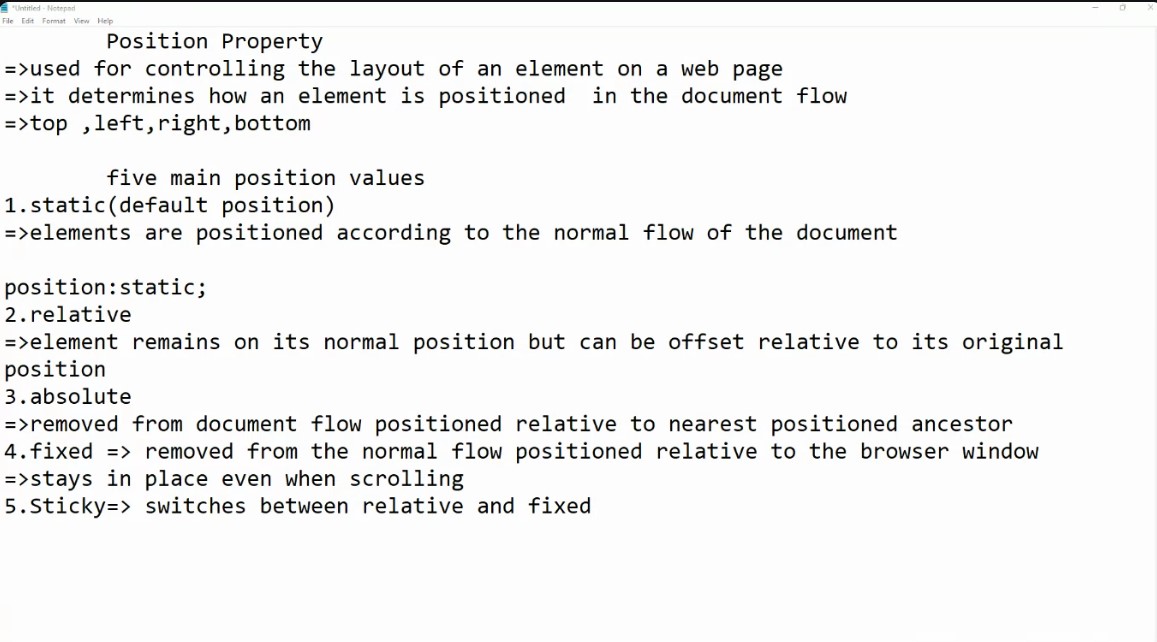 *Untitled - Notepad
File Edit Format View Help
Position Property
=>used for controlling the layout of an element on a web page
=>it determines how an element is positioned  in the document flow
=>top ,left,right,bottom
five main position values
1.static(default position)
=>elements are positioned according to the normal flow of the document
position:static;
2.relative
=>element remains on its normal position but can be offset relative to its original
position
3.absolute
=>removed from document flow positioned relative to nearest positioned ancestor
4.fixed => removed from the normal flow positioned relative to the browser window
=>stays in place even when scrolling
5.Sticky=> switches between relative and fixed